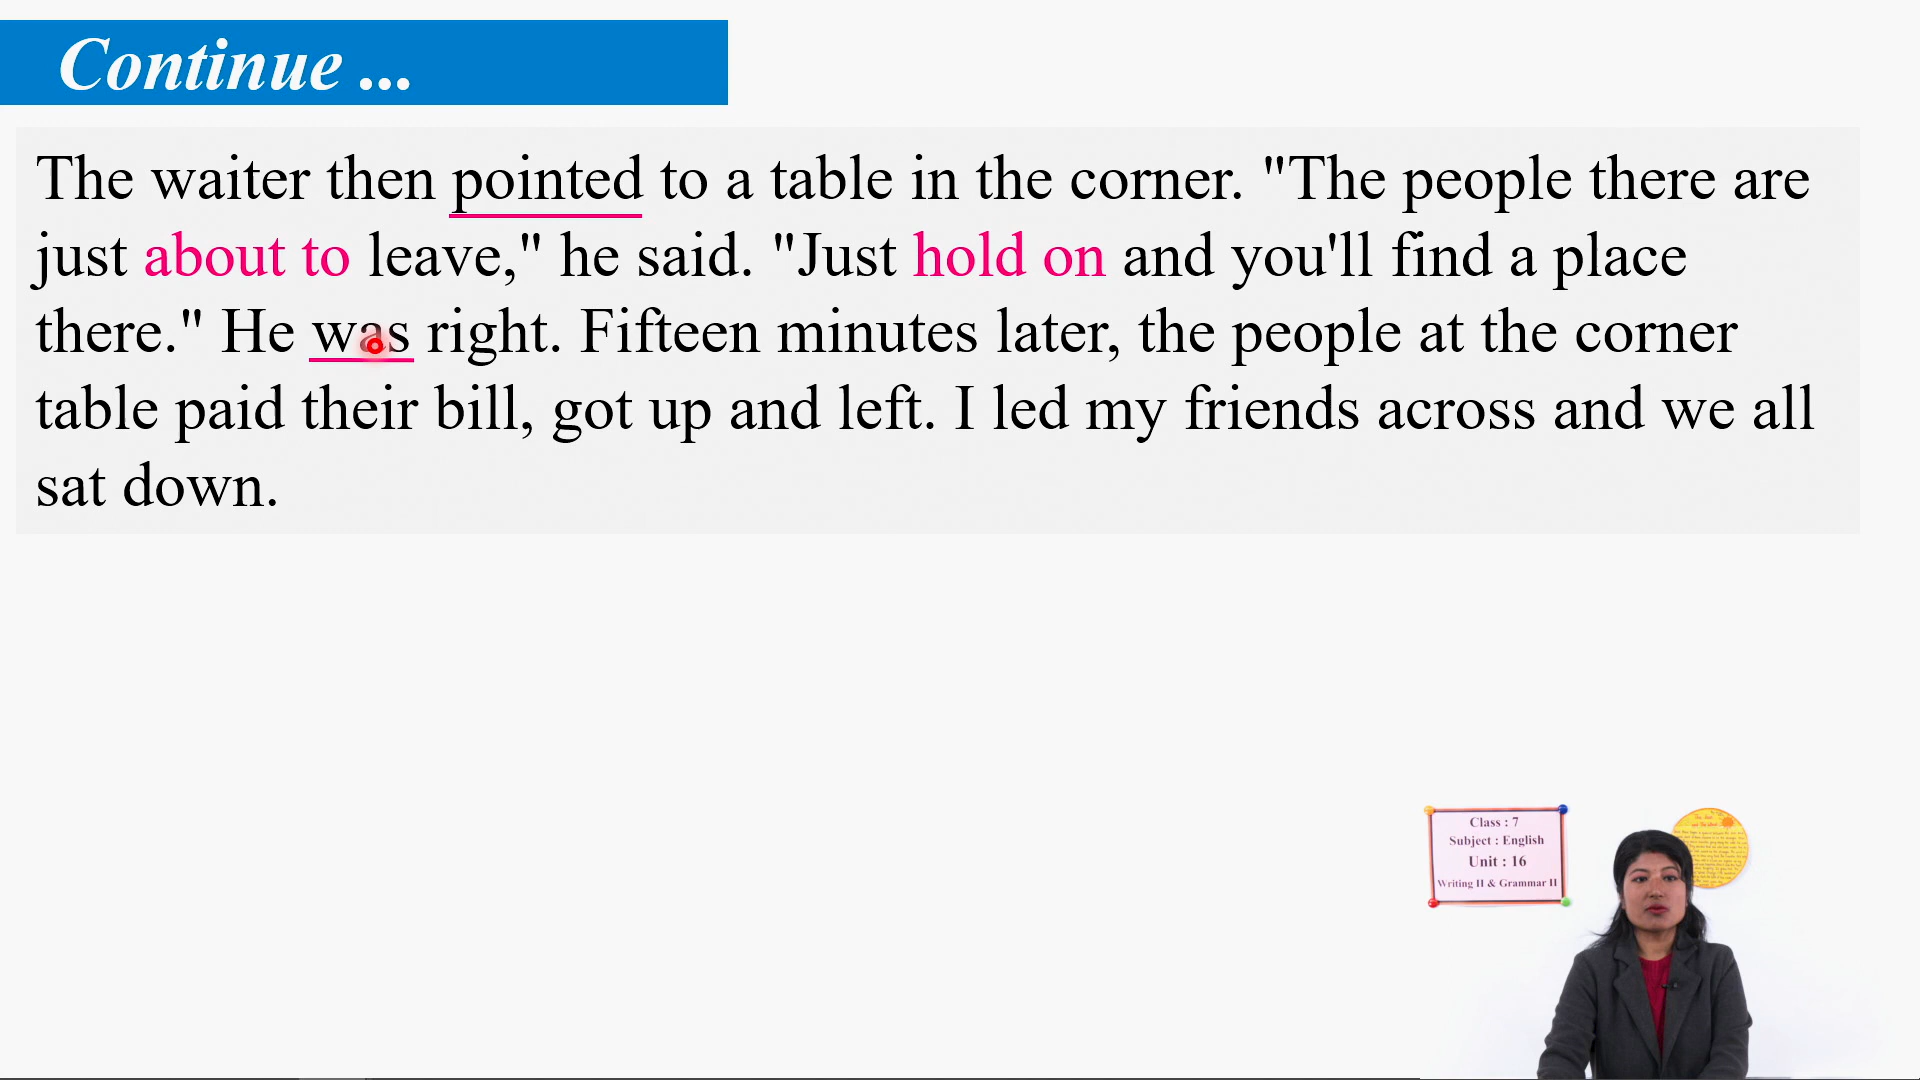 Continue ...
The waiter then pointed to a table in the corner. "The people there are
just about to leave," he said. "Just hold on and you'll find a place
there." He was right. Fifteen minutes later, the people at the corner
table paid their bill, got up and left. I led my friends across and we all
sat down.
Class : 7
Subject : English
Unit : 16
Writing II & Grammar II